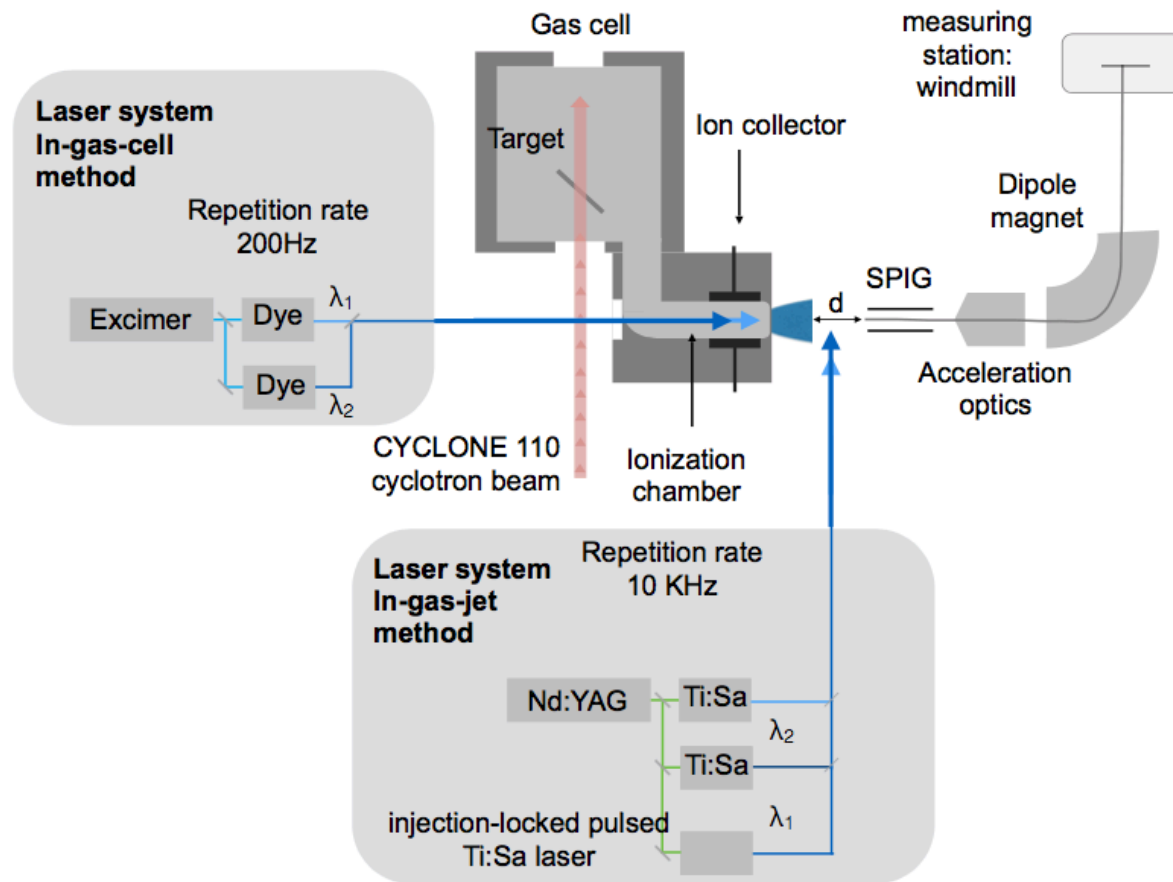 Gas cell
measuring
station:
windmill
Laser system
In-gas-cell
method
Ion collector
Target
Repetition rate
200Hz
Dipole
magnet
SPIG
d
λ1
Excimer
Dye
Dye
λ2
Acceleration
optics
CYCLONE 110
cyclotron beam
Ionization
chamber
Repetition rate
10 KHz
Laser system
In-gas-jet
method
Nd:YAG
Ti:Sa
λ2
Ti:Sa
λ1
injection-locked pulsed
Ti:Sa laser